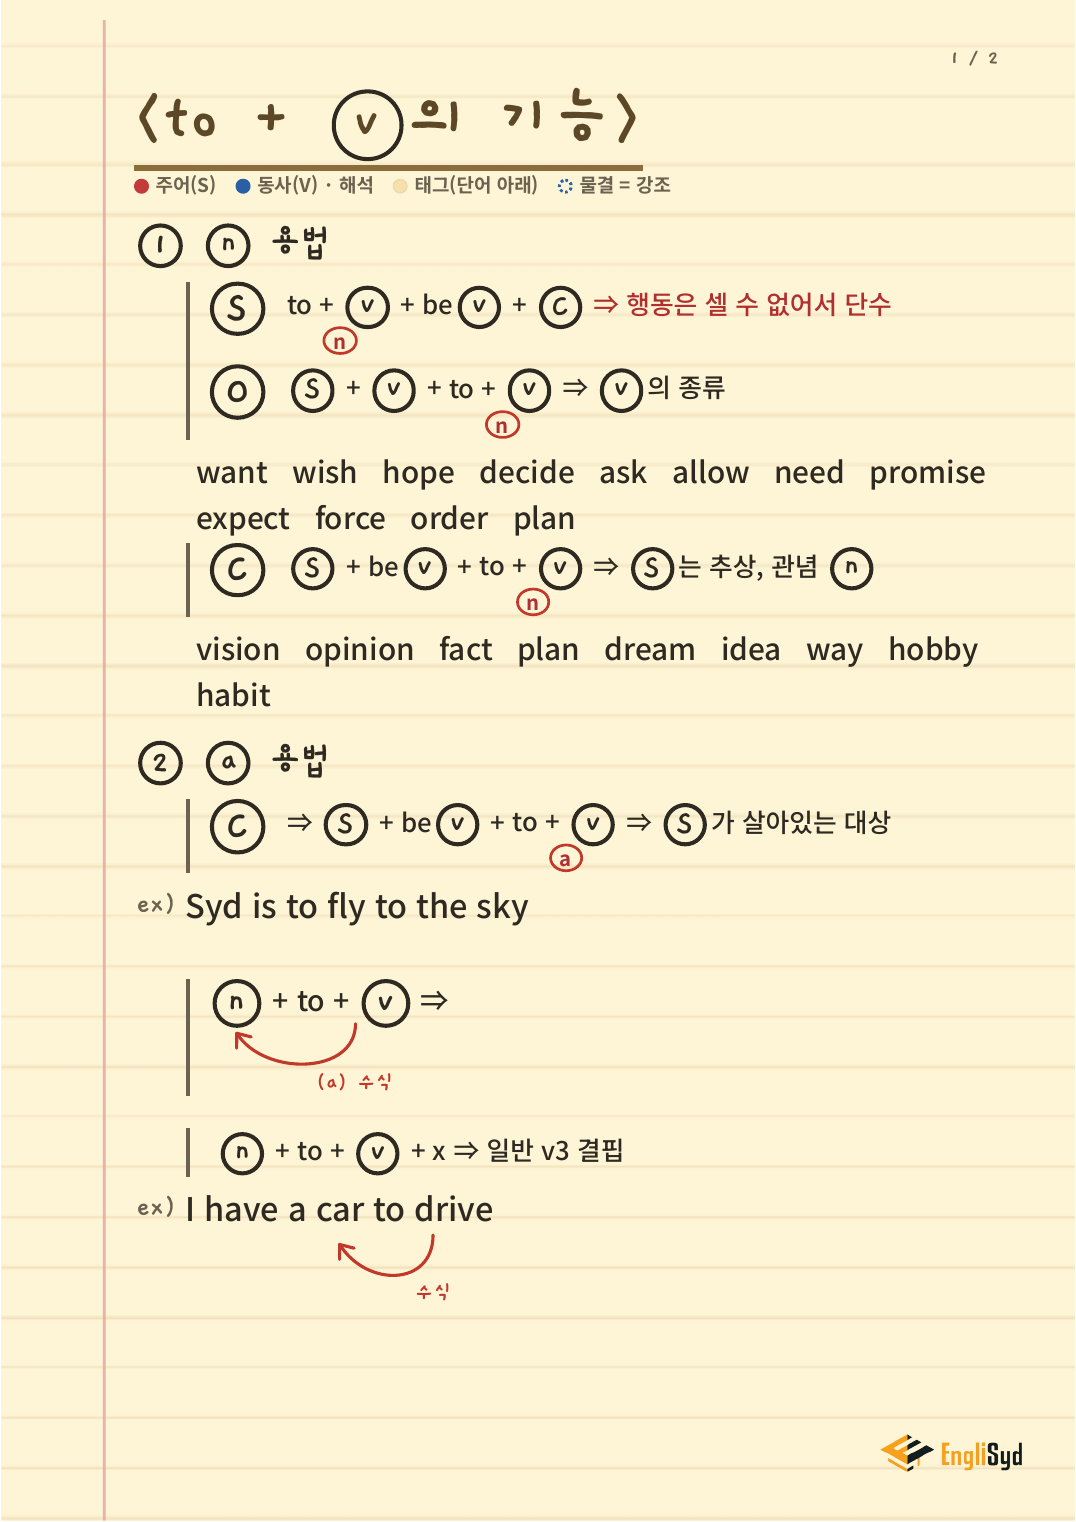 1 / 2
<to + v의 기능>
주어(S) 동사(V) · 해석 태그(단어 아래) 물결 = 강조
1 n 용법
S to + v + be v + C ⇒ 행동은 셀 수 없어서 단수
n
O S + v + to + v ⇒ v의 종류
n
want wish hope decide ask allow need promise
expect force order plan
C S + be v + to + v ⇒ S는 추상, 관념 n
n
vision opinion fact plan dream idea way hobby
habit
2 a 용법
C ⇒ S + be v + to + v ⇒ S가 살아있는 대상
a
ex) Syd is to fly to the sky
n + to + v ⇒
(a) 수식
n + to + v + x ⇒ 일반 v3 결핍
ex) I have a car to drive
수식
EngliSyd